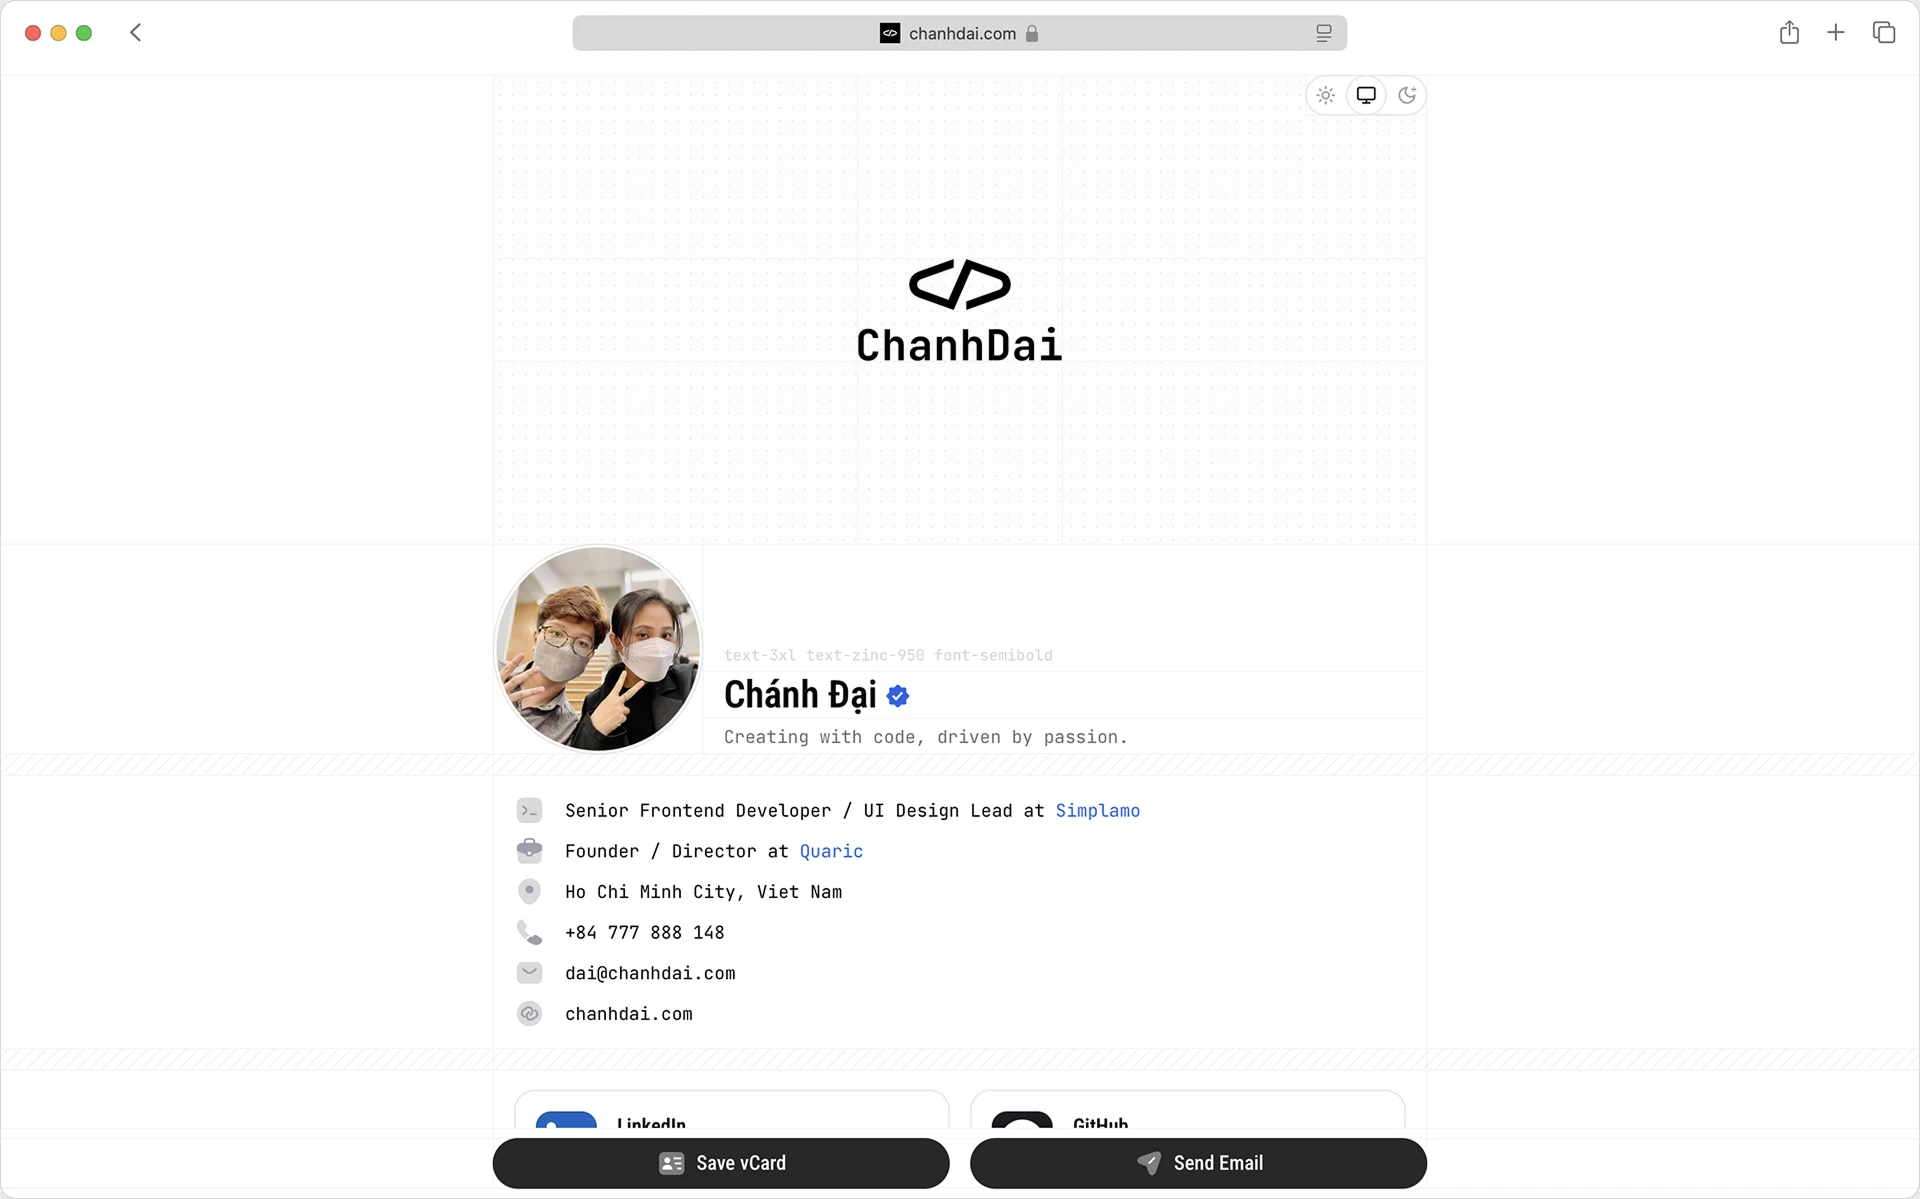 chanhdai.com
ChanhDai
text-3xl text-zinc-950 font-semibold
Chánh Đại
Creating with code, driven by passion.
Senior Frontend Developer / UI Design Lead at Simplamo
Founder / Director at Quaric
Ho Chi Minh City, Viet Nam
+84 777 888 148
dai@chanhdai.com
chanhdai.com
LinkedIn
GitHub
Save vCard
Send Email